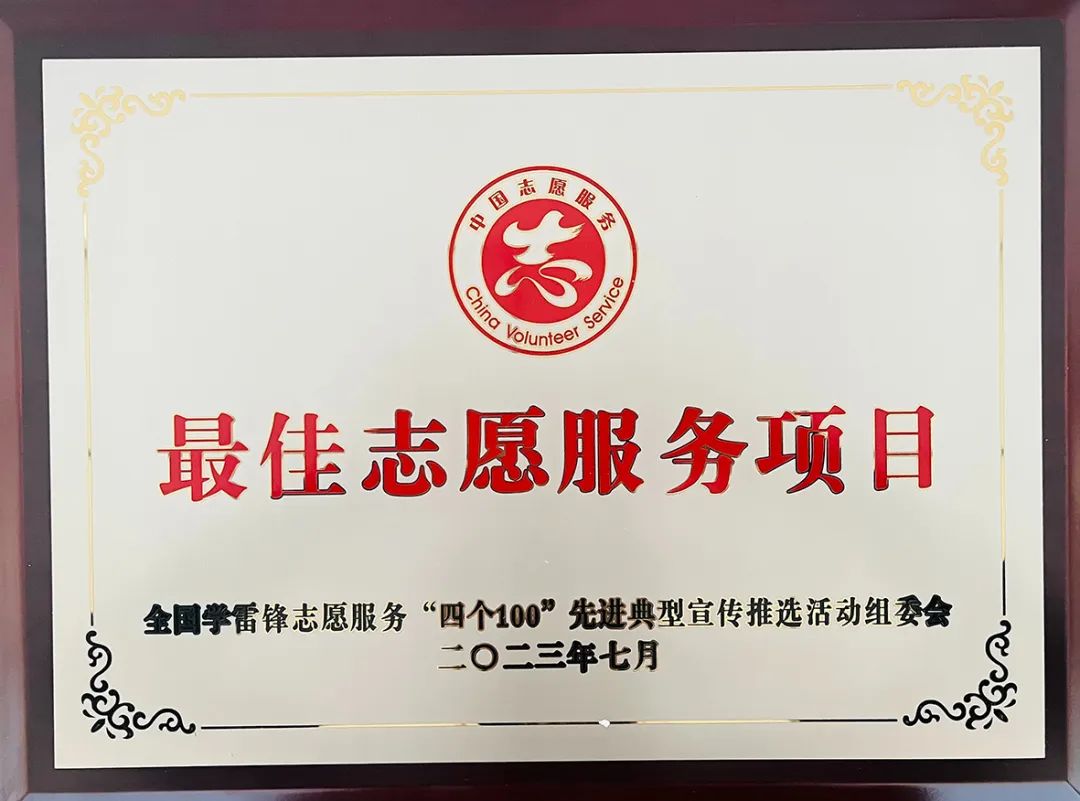 中国志愿服务
志
China Volunteer Service
最佳志愿服务项目
全国学雷锋志愿服务“四个100”先进典型宣传推选活动组委会
二〇二三年七月